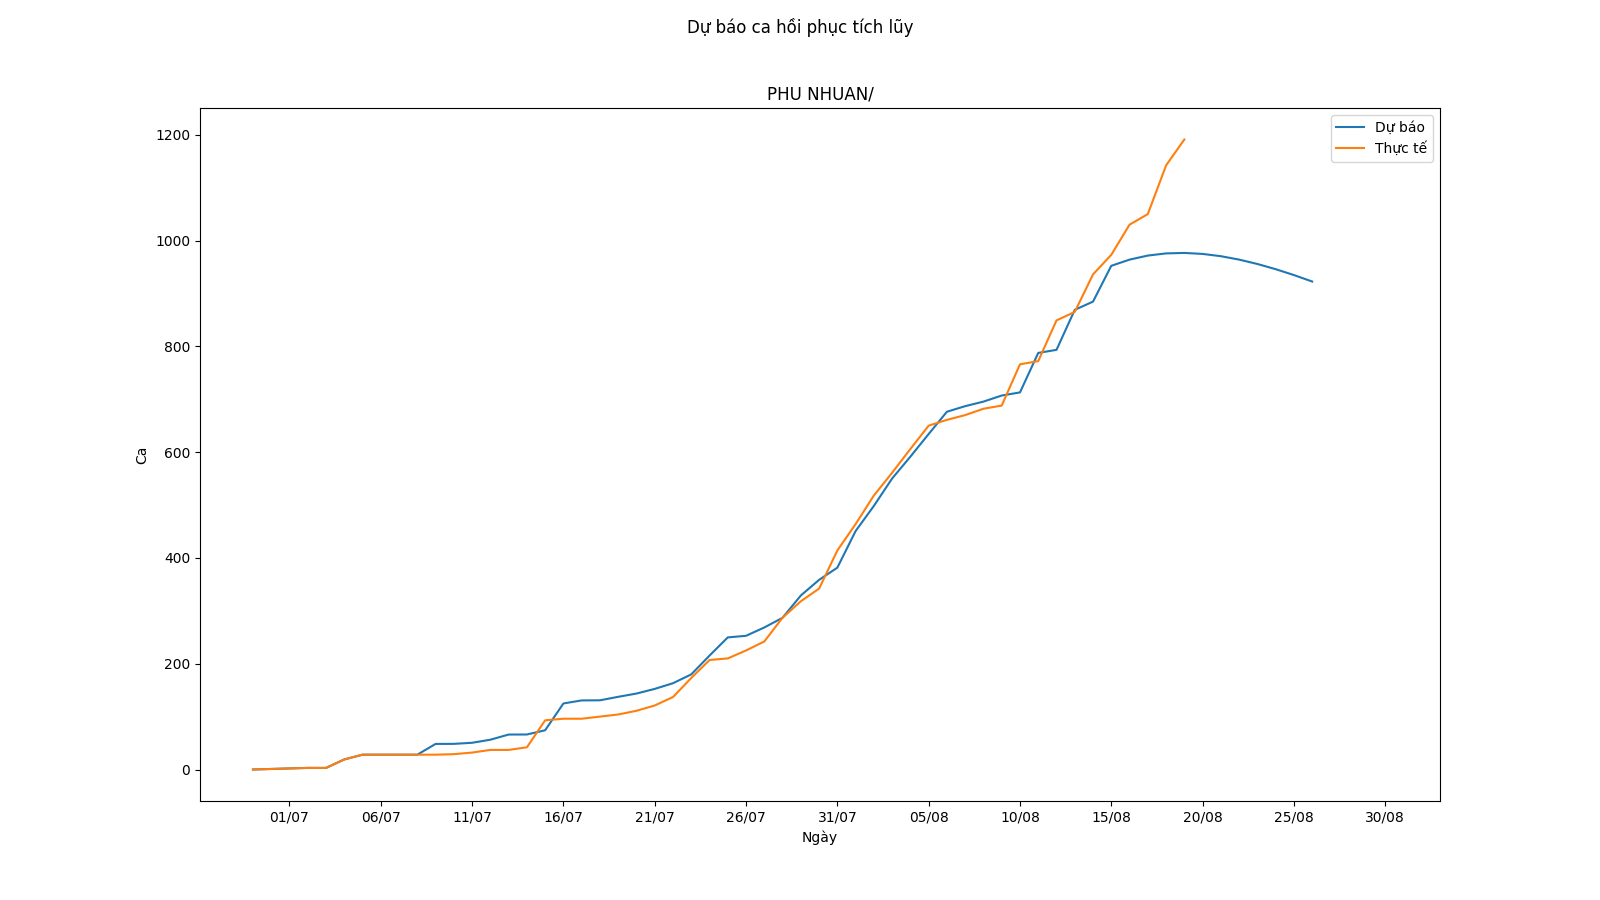 Dự báo ca hồi phục tích lũy
PHU NHUAN/
Dự báo
Thực tế
1200
1000
800
600
400
200
0
Ca
01/07 06/07 11/07 16/07 21/07 26/07 31/07 05/08 10/08 15/08 20/08 25/08 30/08
Ngày